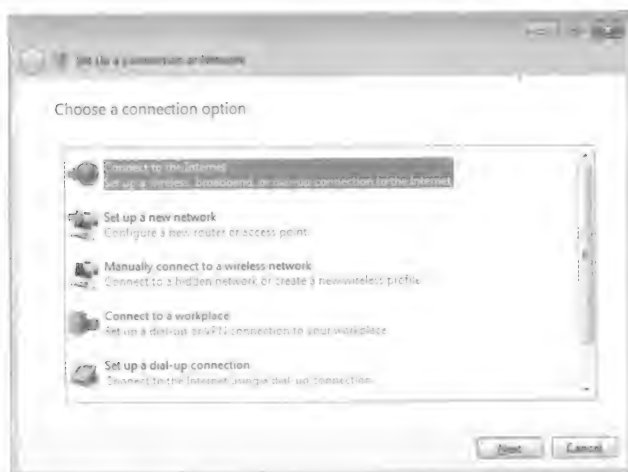 Set Up a Connection or Network
Choose a connection option
Connect to the Internet
Set up a wireless, broadband, or dial-up connection to the Internet.
Set up a new network
Configure a new router or access point.
Manually connect to a wireless network
Connect to a hidden network or create a new wireless profile.
Connect to a workplace
Set up a dial-up or VPN connection to your workplace.
Set up a dial-up connection
Connect to the Internet using a dial-up connection.
Next
Cancel